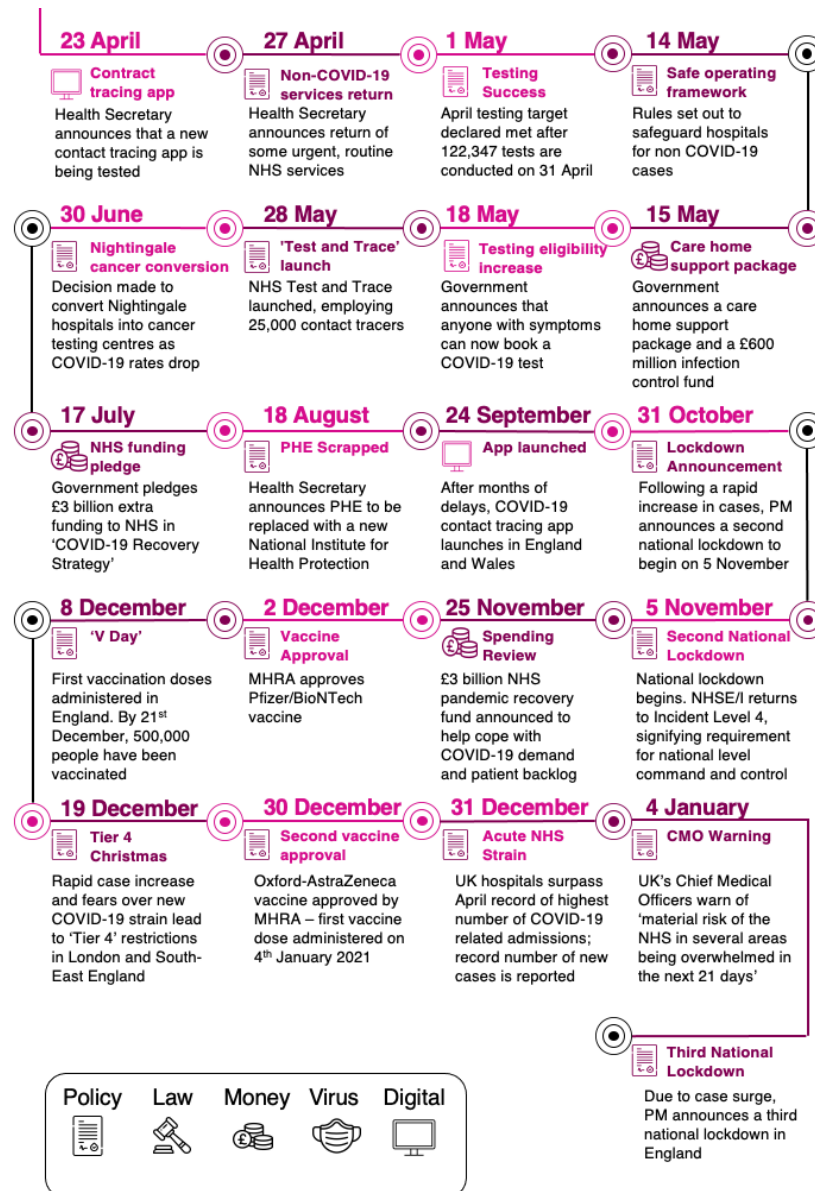 23 April
Contract
tracing app
Health Secretary
announces that a new
contact tracing app is
being tested
27 April
Non-COVID-19
services return
Health Secretary
announces return of
some urgent, routine
NHS services
1 May
Testing
Success
April testing target
declared met after
122,347 tests are
conducted on 31 April
14 May
Safe operating
framework
Rules set out to
safeguard hospitals
for non COVID-19
cases
15 May
Care home
support package
Government
announces a care
home support
package and a £600
million infection
control fund
18 May
Testing eligibility
increase
Government
announces that
anyone with symptoms
can now book a
COVID-19 test
28 May
'Test and Trace'
launch
NHS Test and Trace
launched, employing
25,000 contact tracers
30 June
Nightingale
cancer conversion
Decision made to
convert Nightingale
hospitals into cancer
testing centres as
COVID-19 rates drop
17 July
NHS funding
pledge
Government pledges
£3 billion extra
funding to NHS in
‘COVID-19 Recovery
Strategy’
18 August
PHE Scrapped
Health Secretary
announces PHE to be
replaced with a new
National Institute for
Health Protection
24 September
App launched
After months of
delays, COVID-19
contact tracing app
launches in England
and Wales
31 October
Lockdown
Announcement
Following a rapid
increase in cases, PM
announces a second
national lockdown to
begin on 5 November
5 November
Second National
Lockdown
National lockdown
begins. NHSE/I returns
to Incident Level 4,
signifying requirement
for national level
command and control
25 November
Spending
Review
£3 billion NHS
pandemic recovery
fund announced to
help cope with
COVID-19 demand
and patient backlog
2 December
Vaccine
Approval
MHRA approves
Pfizer/BioNTech
vaccine
8 December
‘V Day’
First vaccination doses
administered in
England. By 21st
December, 500,000
people have been
vaccinated
19 December
Tier 4
Christmas
Rapid case increase
and fears over new
COVID-19 strain lead
to ‘Tier 4’ restrictions
in London and South-
East England
30 December
Second vaccine
approval
Oxford-AstraZeneca
vaccine approved by
MHRA – first vaccine
dose administered on
4th January 2021
31 December
Acute NHS
Strain
UK hospitals surpass
April record of highest
number of COVID-19
related admissions;
record number of new
cases is reported
4 January
CMO Warning
UK’s Chief Medical
Officers warn of
‘material risk of the
NHS in several areas
being overwhelmed in
the next 21 days’
Third National
Lockdown
Due to case surge,
PM announces a third
national lockdown in
England
Policy Law Money Virus Digital